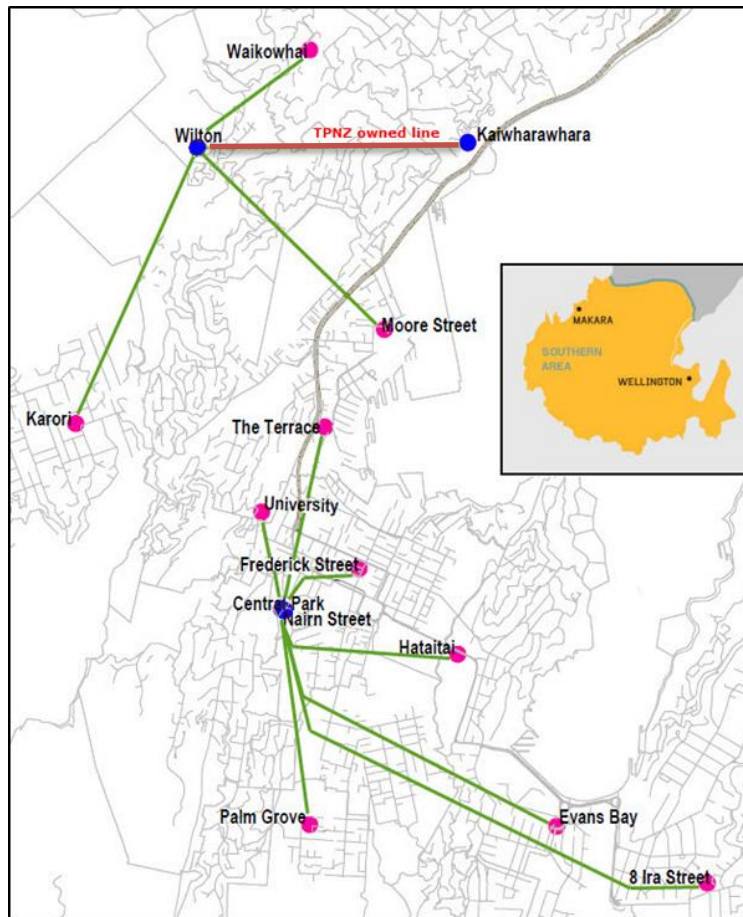 Waikowhai
Wilton
TPNZ owned line
Kaiwharawhara
Moore Street
MAKARA
SOUTHERN
AREA
WELLINGTON
Karori
The Terrace
University
Frederick Street
Central Park
Nairn Street
Hataitai
Palm Grove
Evans Bay
8 Ira Street